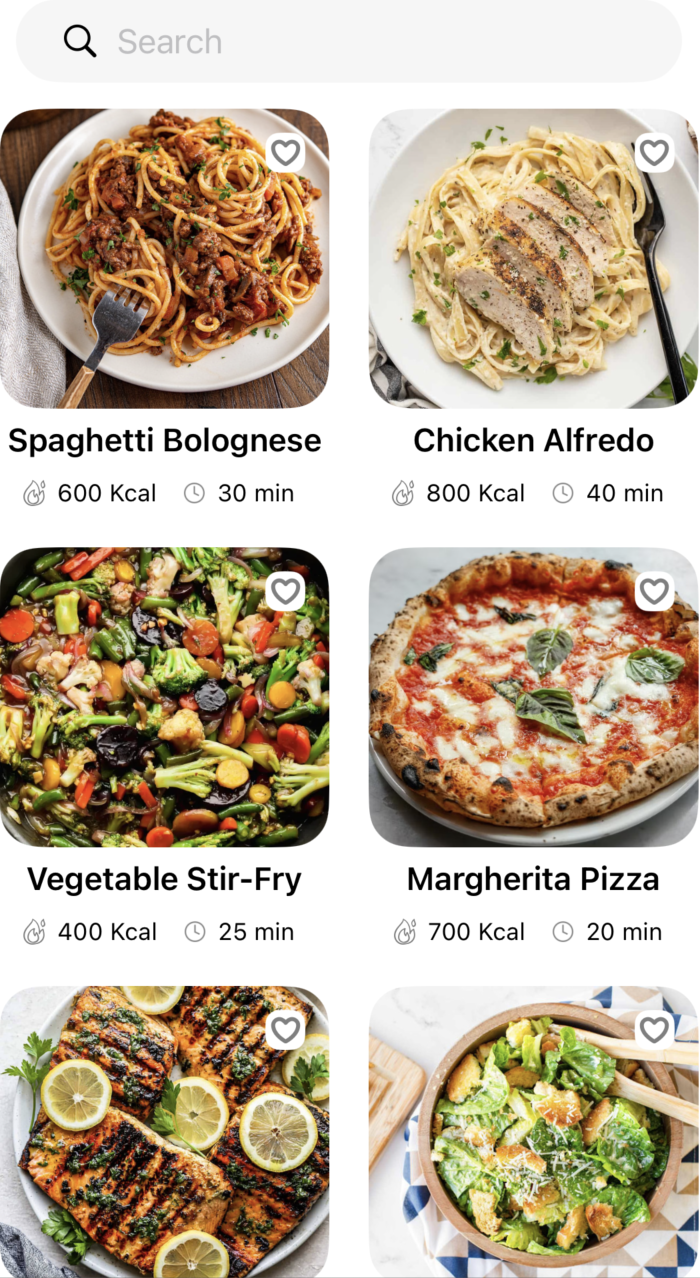 Search
Spaghetti Bolognese
Chicken Alfredo
600 Kcal 30 min
800 Kcal 40 min
Vegetable Stir-Fry
Margherita Pizza
400 Kcal 25 min
700 Kcal 20 min